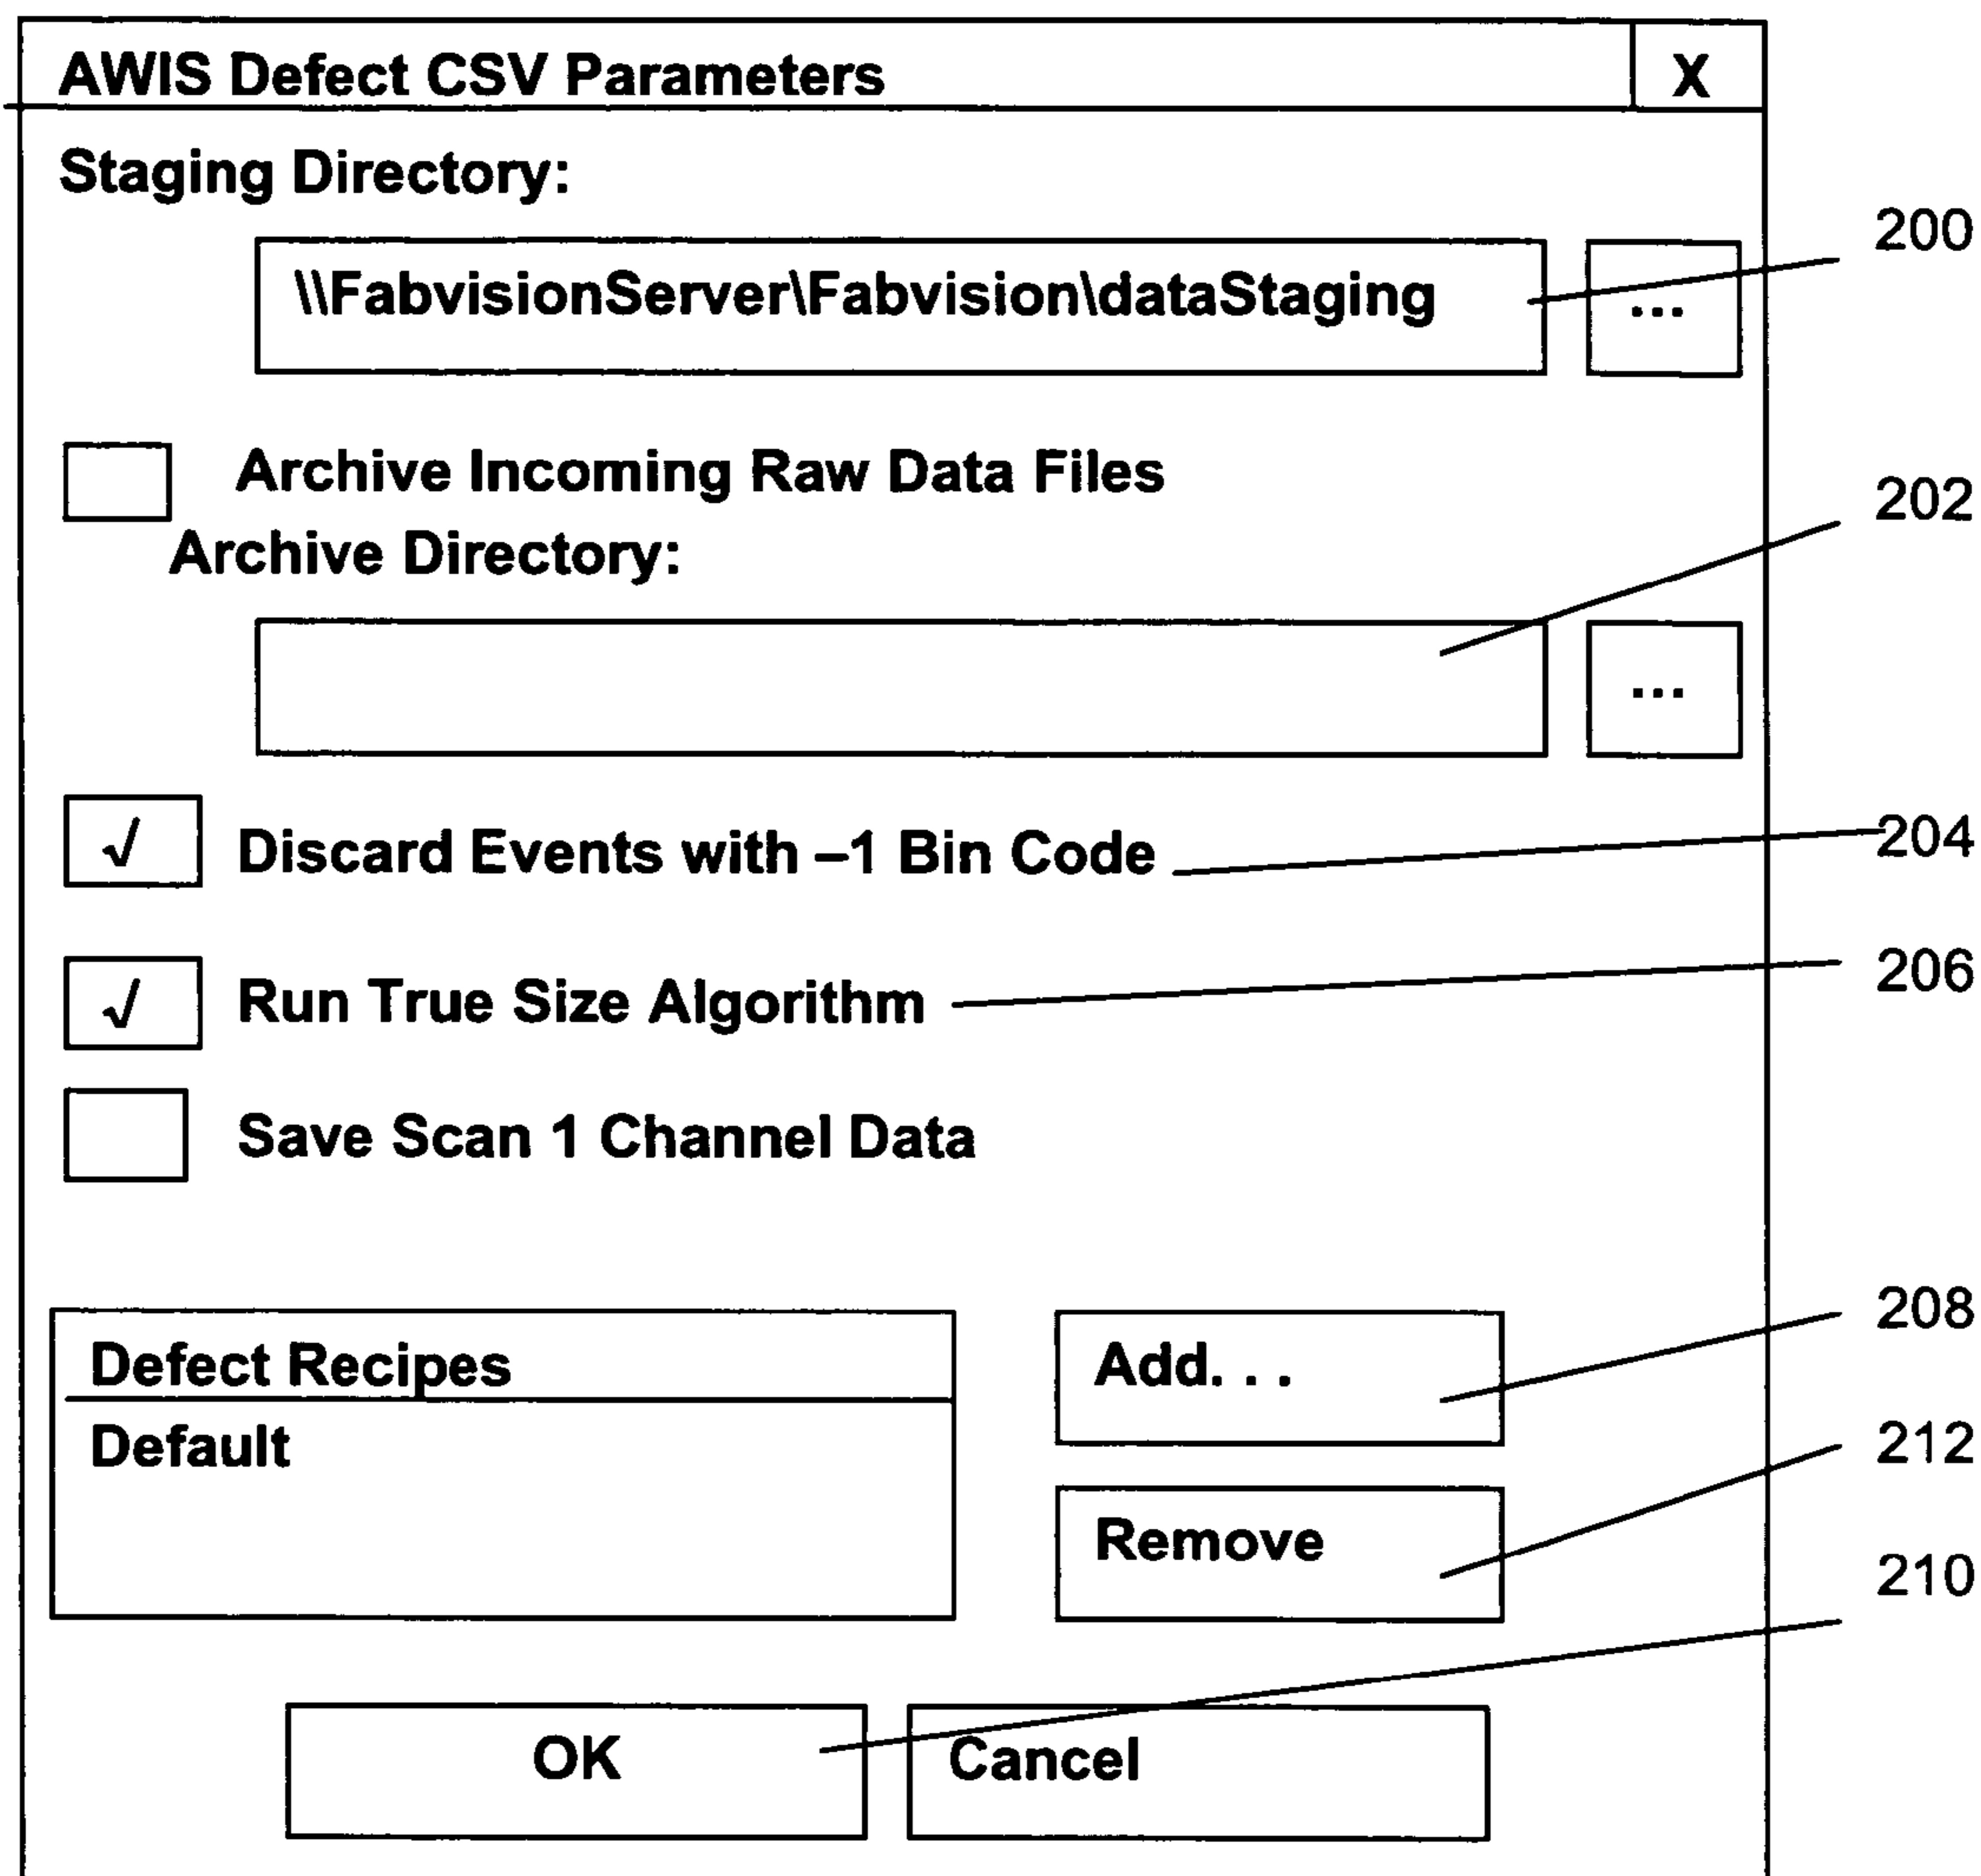 AWIS Defect CSV Parameters X
Staging Directory:
200
\\FabvisionServer\Fabvision\dataStaging ...
Archive Incoming Raw Data Files
202
Archive Directory:
...
√ Discard Events with –1 Bin Code 204
√ Run True Size Algorithm 206
Save Scan 1 Channel Data
208
Defect Recipes Add. . .
Default 212
Remove
210
OK Cancel